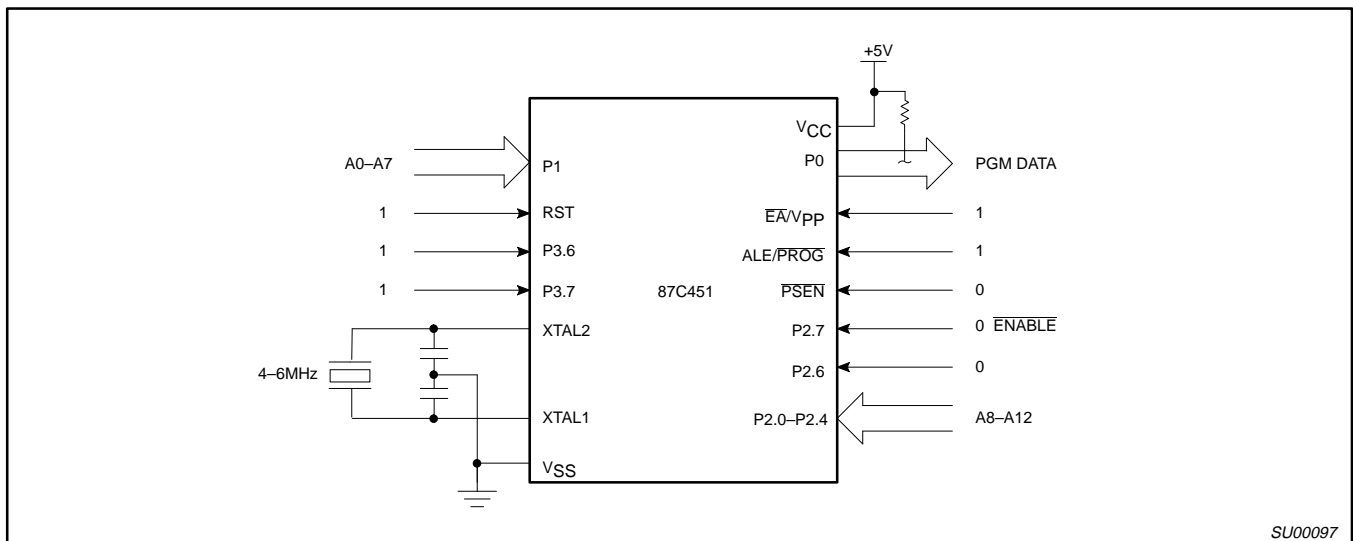 +5V
VCC
A0–A7 P1 P0 PGM DATA
1 RST EA/VPP 1
1 P3.6 ALE/PROG 1
1 P3.7 87C451 PSEN 0
XTAL2 P2.7 0 ENABLE
4–6MHz P2.6 0
XTAL1 P2.0–P2.4 A8–A12
VSS
SU00097